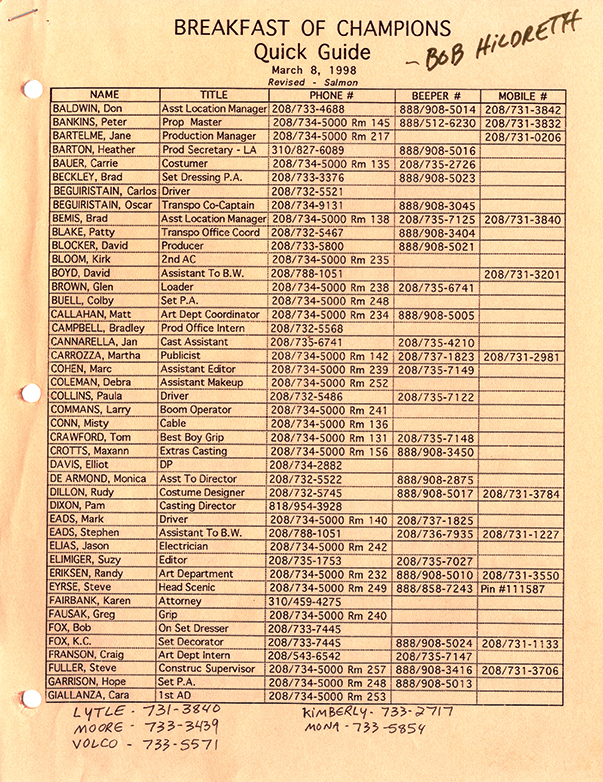 BREAKFAST OF CHAMPIONS
Quick Guide
- BOB HILDRETH
March 8, 1998
Revised - Salmon
NAME TITLE PHONE # BEEPER # MOBILE #
BALDWIN, Don Asst Location Manager 208/733-4688 888/908-5014 208/731-3842
BANKINS, Peter Prop Master 208/734-5000 Rm 145 888/512-6230 208/731-3832
BARTELME, Jane Production Manager 208/734-5000 Rm 217 208/731-0206
BARTON, Heather Prod Secretary - LA 310/827-6089 888/908-5016
BAUER, Carrie Costumer 208/734-5000 Rm 135 208/735-2726
BECKLEY, Brad Set Dressing P.A. 208/733-3376 888/908-5023
BEGUIRISTAIN, Carlos Driver 208/732-5521
BEGUIRISTAIN, Oscar Transpo Co-Captain 208/734-9131 888/908-3045
BEMIS, Brad Asst Location Manager 208/734-5000 Rm 138 208/735-7125 208/731-3840
BLAKE, Patty Transpo Office Coord 208/732-5467 888/908-3404
BLOCKER, David Producer 208/733-5800 888/908-5021
BLOOM, Kirk 2nd AC 208/734-5000 Rm 235
BOYD, David Assistant To B.W. 208/788-1051 208/731-3201
BROWN, Glen Loader 208/734-5000 Rm 238 208/735-6741
BUELL, Colby Set P.A. 208/734-5000 Rm 248
CALLAHAN, Matt Art Dept Coordinator 208/734-5000 Rm 234 888/908-5005
CAMPBELL, Bradley Prod Office Intern 208/732-5568
CANNARELLA, Jan Cast Assistant 208/735-6741 208/735-4210
CARROZZA, Martha Publicist 208/734-5000 Rm 142 208/737-1823 208/731-2981
COHEN, Marc Assistant Editor 208/734-5000 Rm 239 208/735-7149
COLEMAN, Debra Assistant Makeup 208/734-5000 Rm 252
COLLINS, Paula Driver 208/732-5486 208/735-7122
COMMANS, Larry Boom Operator 208/734-5000 Rm 241
CONN, Misty Cable 208/734-5000 Rm 136
CRAWFORD, Tom Best Boy Grip 208/734-5000 Rm 131 208/735-7148
CROTTS, Maxann Extras Casting 208/734-5000 Rm 156 888/908-3450
DAVIS, Elliot DP 208/734-2882
DE ARMOND, Monica Asst To Director 208/732-5522 888/908-2875
DILLON, Rudy Costume Designer 208/732-5745 888/908-5017 208/731-3784
DIXON, Pam Casting Director 818/954-3928
EADS, Mark Driver 208/734-5000 Rm 140 208/737-1825
EADS, Stephen Assistant To B.W. 208/788-1051 208/736-7935 208/731-1227
ELIAS, Jason Electrician 208/734-5000 Rm 242
ELIMIGER, Suzy Editor 208/735-1753 208/735-7027
ERIKSEN, Randy Art Department 208/734-5000 Rm 232 888/908-5010 208/731-3550
EYRSE, Steve Head Scenic 208/734-5000 Rm 249 888/858-7243 Pin #111587
FAIRBANK, Karen Attorney 310/459-4275
FAUSAK, Greg Grip 208/734-5000 Rm 240
FOX, Bob On Set Dresser 208/733-7445
FOX, K.C. Set Decorator 208/733-7445 888/908-5024 208/731-1133
FRANSON, Craig Art Dept Intern 208/543-6542 208/735-7147
FULLER, Steve Construc Supervisor 208/734-5000 Rm 257 888/908-3416 208/731-3706
GARRISON, Hope Set P.A. 208/734-5000 Rm 248 888/908-5013
GIALLANZA, Cara 1st AD 208/734-5000 Rm 253
LYTLE - 731-3840 KIMBERLY - 733-2717
MOORE - 733-3439 MONA - 733-5854
VOLCO - 733-5571